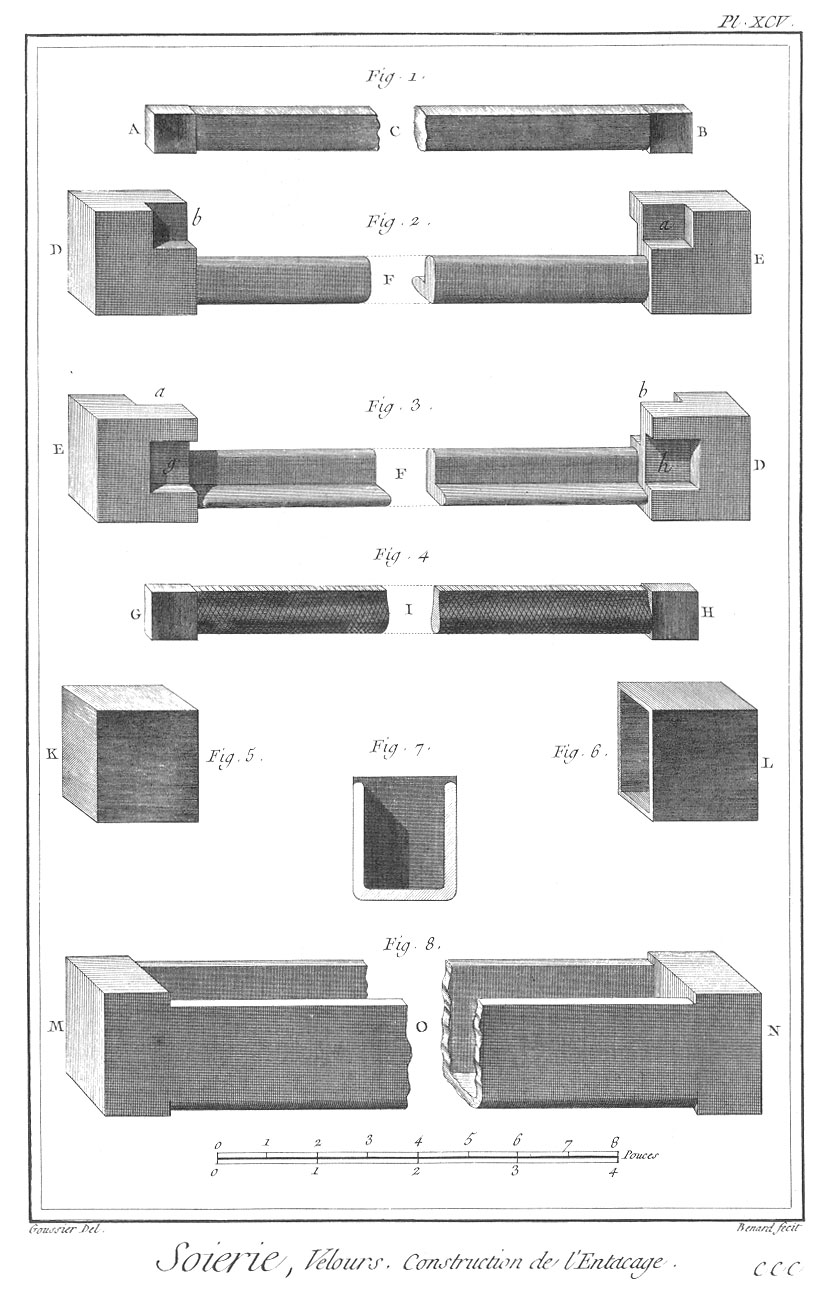 Pl. XCV.
Fig. 1.
A C B
b Fig. 2. a
D F E
a Fig. 3. b
E g F h D
Fig. 4
G I H
K Fig. 5. Fig. 7. Fig. 6. L
Fig. 8.
M O N
0 1 2 3 4 5 6 7 8
Pouces
0 1 2 3 4
Goussier Del. Benard fecit
Soierie, Velours. Construction de l'Entacage.
CCC